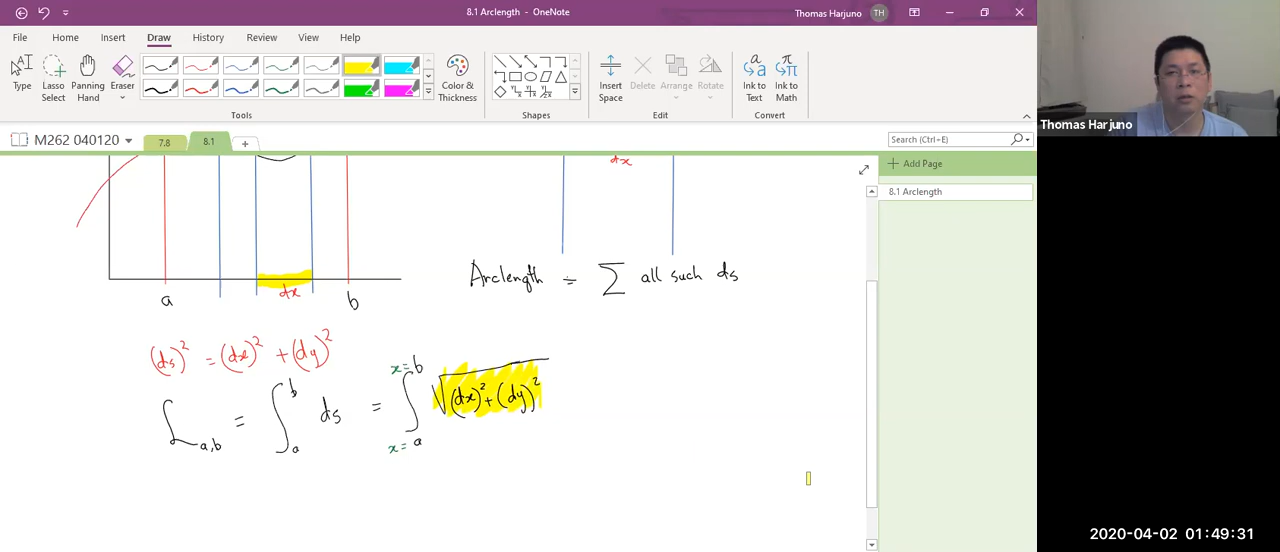 8.1 Arclength - OneNote
Thomas Harjuno TH
File Home Insert Draw History Review View Help
Type
Lasso Select
Panning Hand
Eraser
Color & Thickness
Insert Space
Delete
Arrange
Rotate
Ink to Text
Ink to Math
Tools
Shapes
Edit
Convert
M262 040120
7.8
8.1
Search (Ctrl+E)
Add Page
8.1 Arclength
Thomas Harjuno
dx
Arclength ≐ ∑ all such ds
a
dx
b
(ds)² = (dx)² + (dy)²
L a,b = ∫ₐᵇ ds = ∫ x=a x=b √(dx)² + (dy)²
2020-04-02 01:49:31